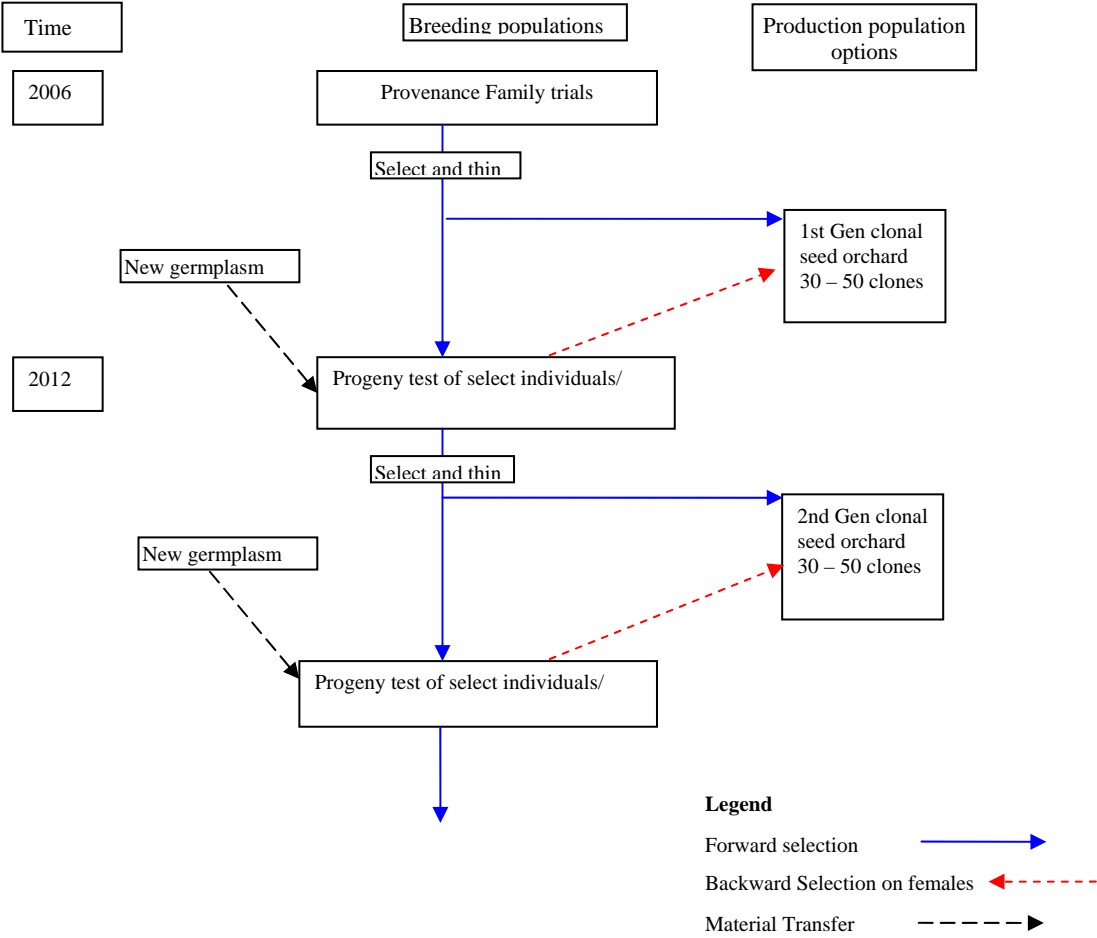 Time
Breeding populations
Production population
options
2006
Provenance Family trials
Select and thin
1st Gen clonal
seed orchard
30 – 50 clones
New germplasm
2012
Progeny test of select individuals/
Select and thin
2nd Gen clonal
seed orchard
30 – 50 clones
New germplasm
Progeny test of select individuals/
Legend
Forward selection
Backward Selection on females
Material Transfer